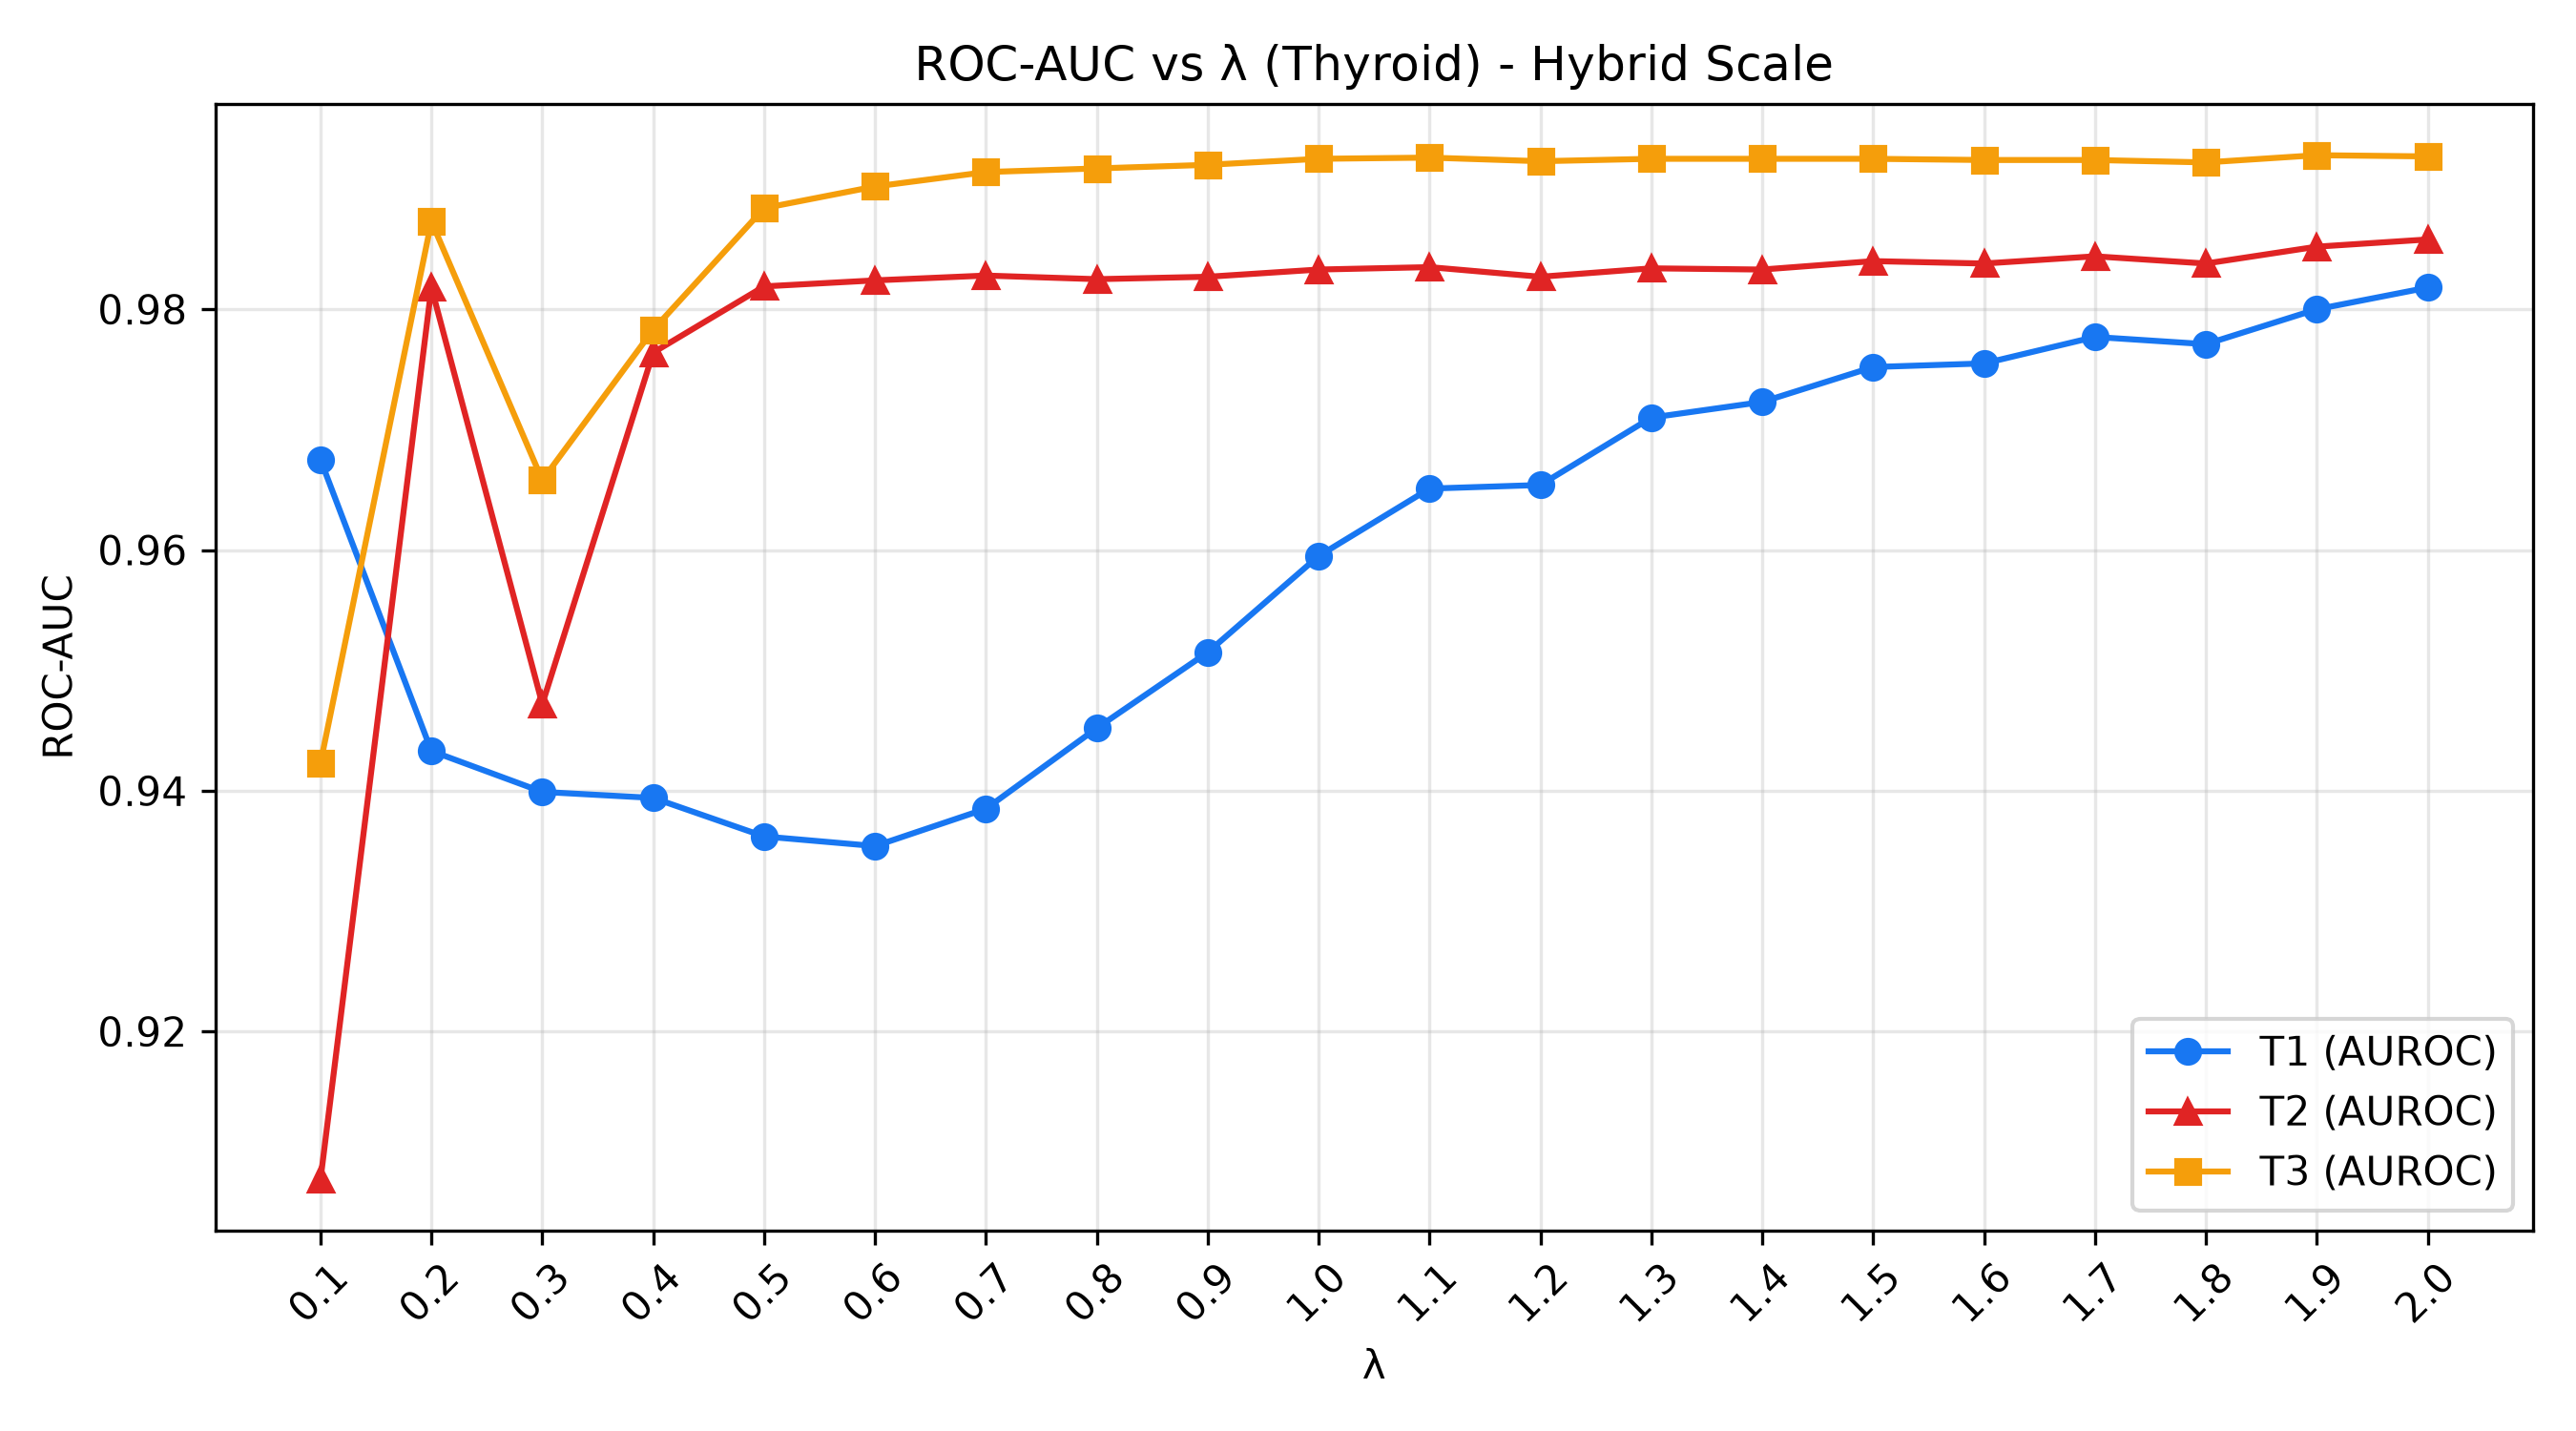 ROC-AUC vs λ (Thyroid) - Hybrid Scale
ROC-AUC
0.98
0.96
0.94
0.92
T1 (AUROC)
T2 (AUROC)
T3 (AUROC)
0.1 0.2 0.3 0.4 0.5 0.6 0.7 0.8 0.9 1.0 1.1 1.2 1.3 1.4 1.5 1.6 1.7 1.8 1.9 2.0
λ